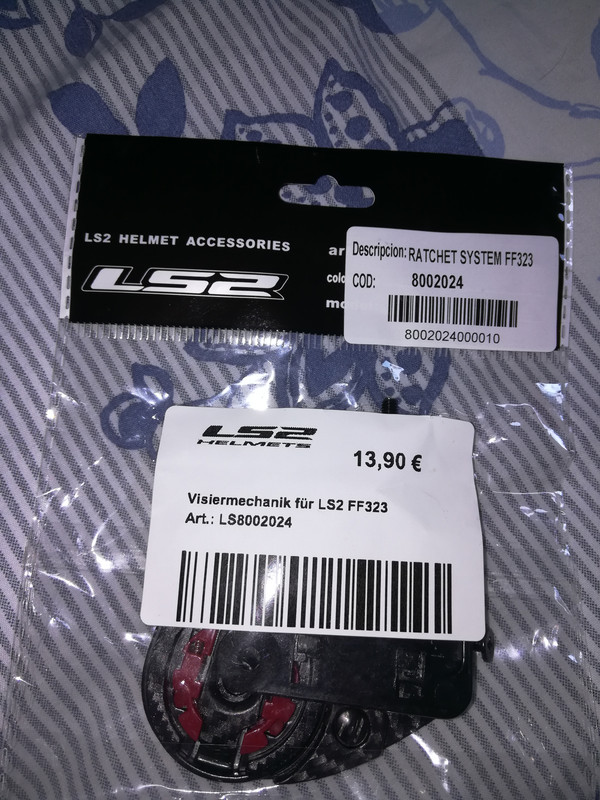 LS2 HELMET ACCESSORIES
LS2
Descripcion: RATCHET SYSTEM FF323
COD: 8002024
8002024000010
LS2
HELMETS
13,90 €
Visiermechanik für LS2 FF323
Art.: LS8002024